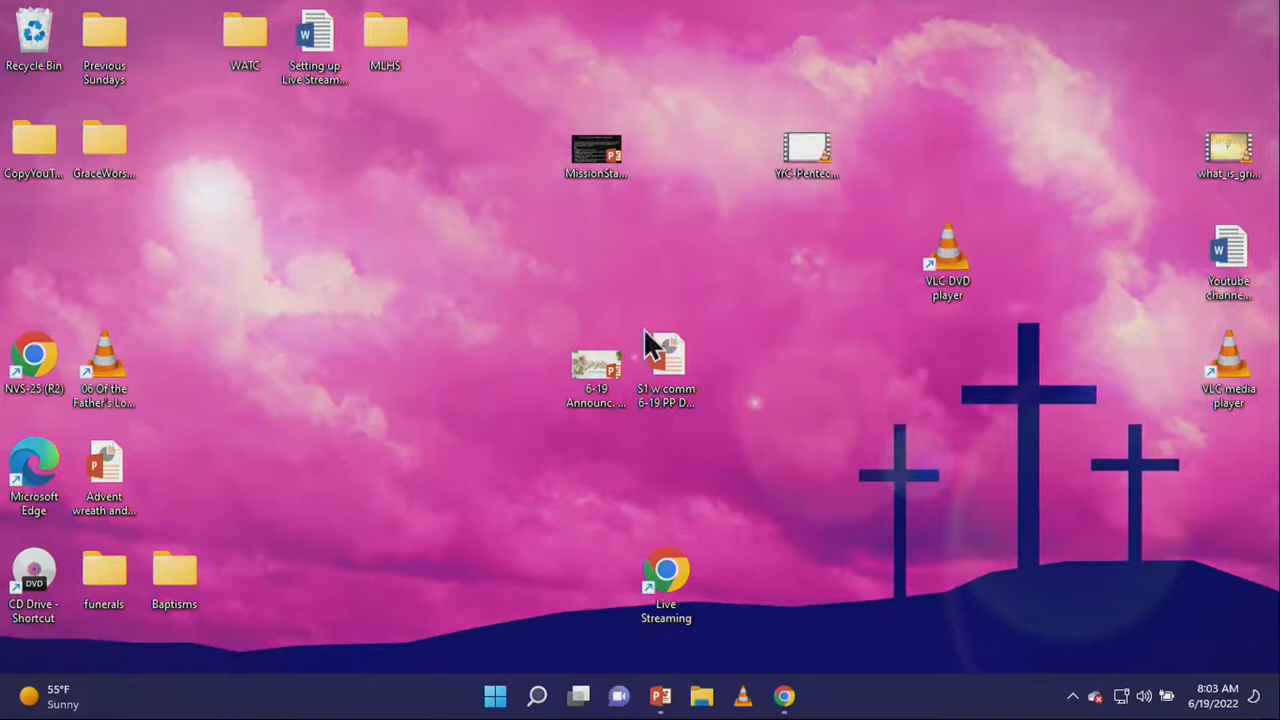 Recycle Bin
Previous
Sundays
WATC
Setting up
Live Stream...
MLHS
CopyYouT...
GraceWors...
MissionSta...
YrC-Pentec...
what_is_gri...
VLC DVD
player
Youtube
channe...
NVS-25 (R2)
06 Of the
Father's Lo...
6-19
Announc. ...
S1 w comm
6-19 PP D...
VLC media
player
Microsoft
Edge
Advent
wreath and...
DVD
CD Drive -
Shortcut
funerals
Baptisms
Live
Streaming
55°F
Sunny
8:03 AM
6/19/2022